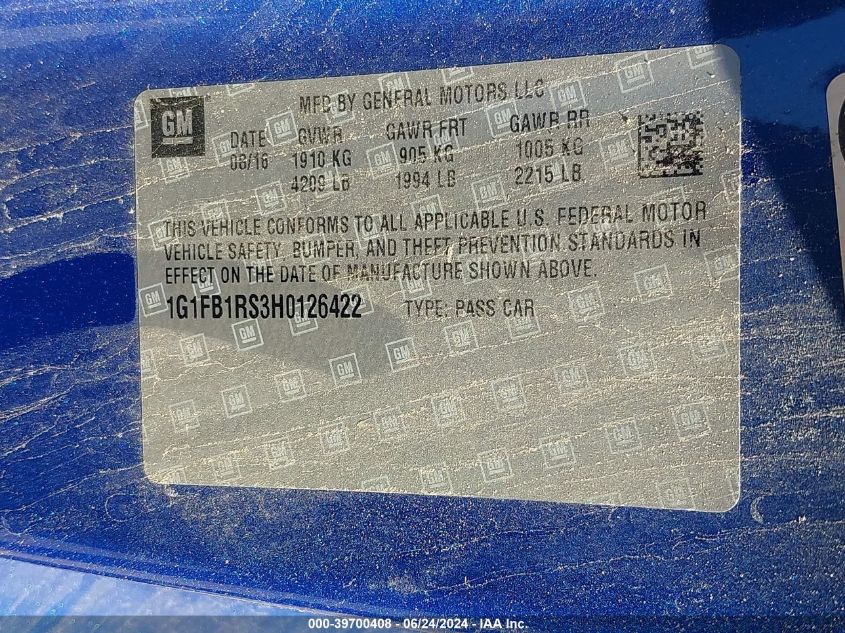 GM
MFD BY GENERAL MOTORS LLC
DATE GVWR GAWR FRT GAWR RR
08/16 1910 KG 905 KG 1005 KG
4209 LB 1994 LB 2215 LB
THIS VEHICLE CONFORMS TO ALL APPLICABLE U.S. FEDERAL MOTOR
VEHICLE SAFETY, BUMPER, AND THEFT PREVENTION STANDARDS IN
EFFECT ON THE DATE OF MANUFACTURE SHOWN ABOVE.
1G1FB1RS3H0126422 TYPE: PASS CAR
000-39700408 - 06/24/2024 - IAA Inc.